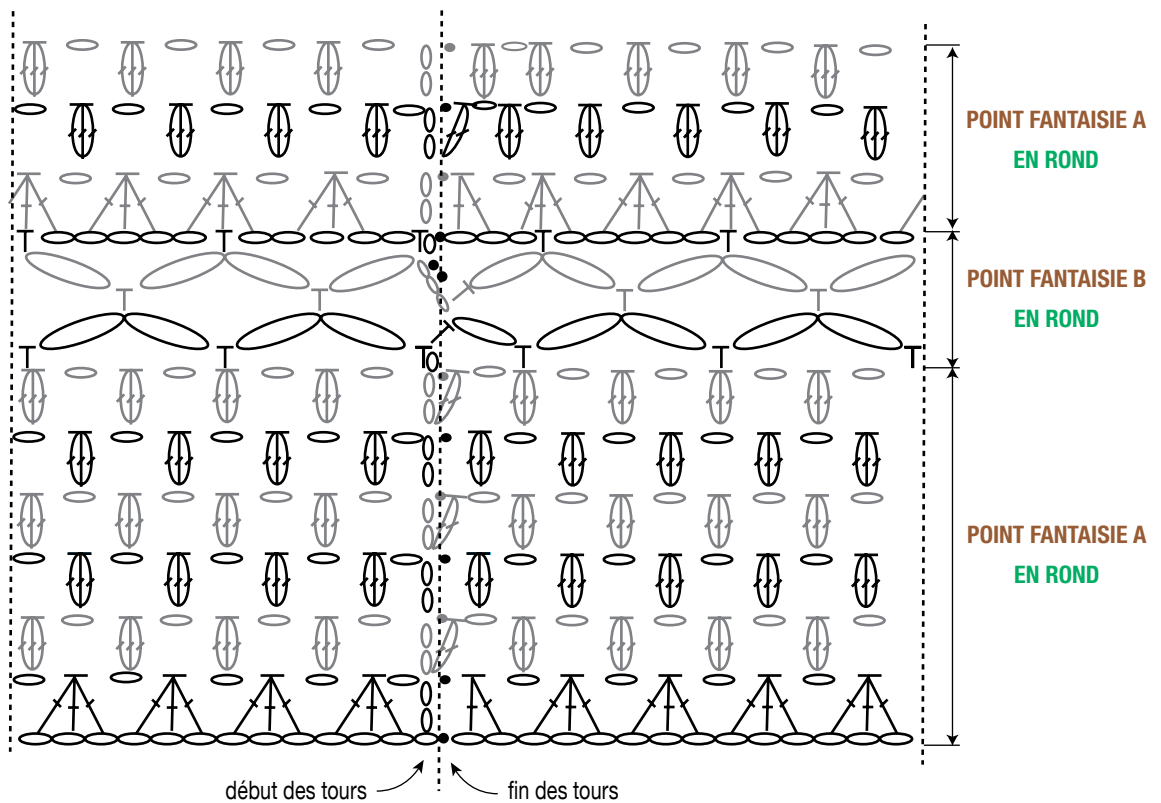 POINT FANTAISIE A
EN ROND
POINT FANTAISIE B
EN ROND
POINT FANTAISIE A
EN ROND
début des tours
fin des tours